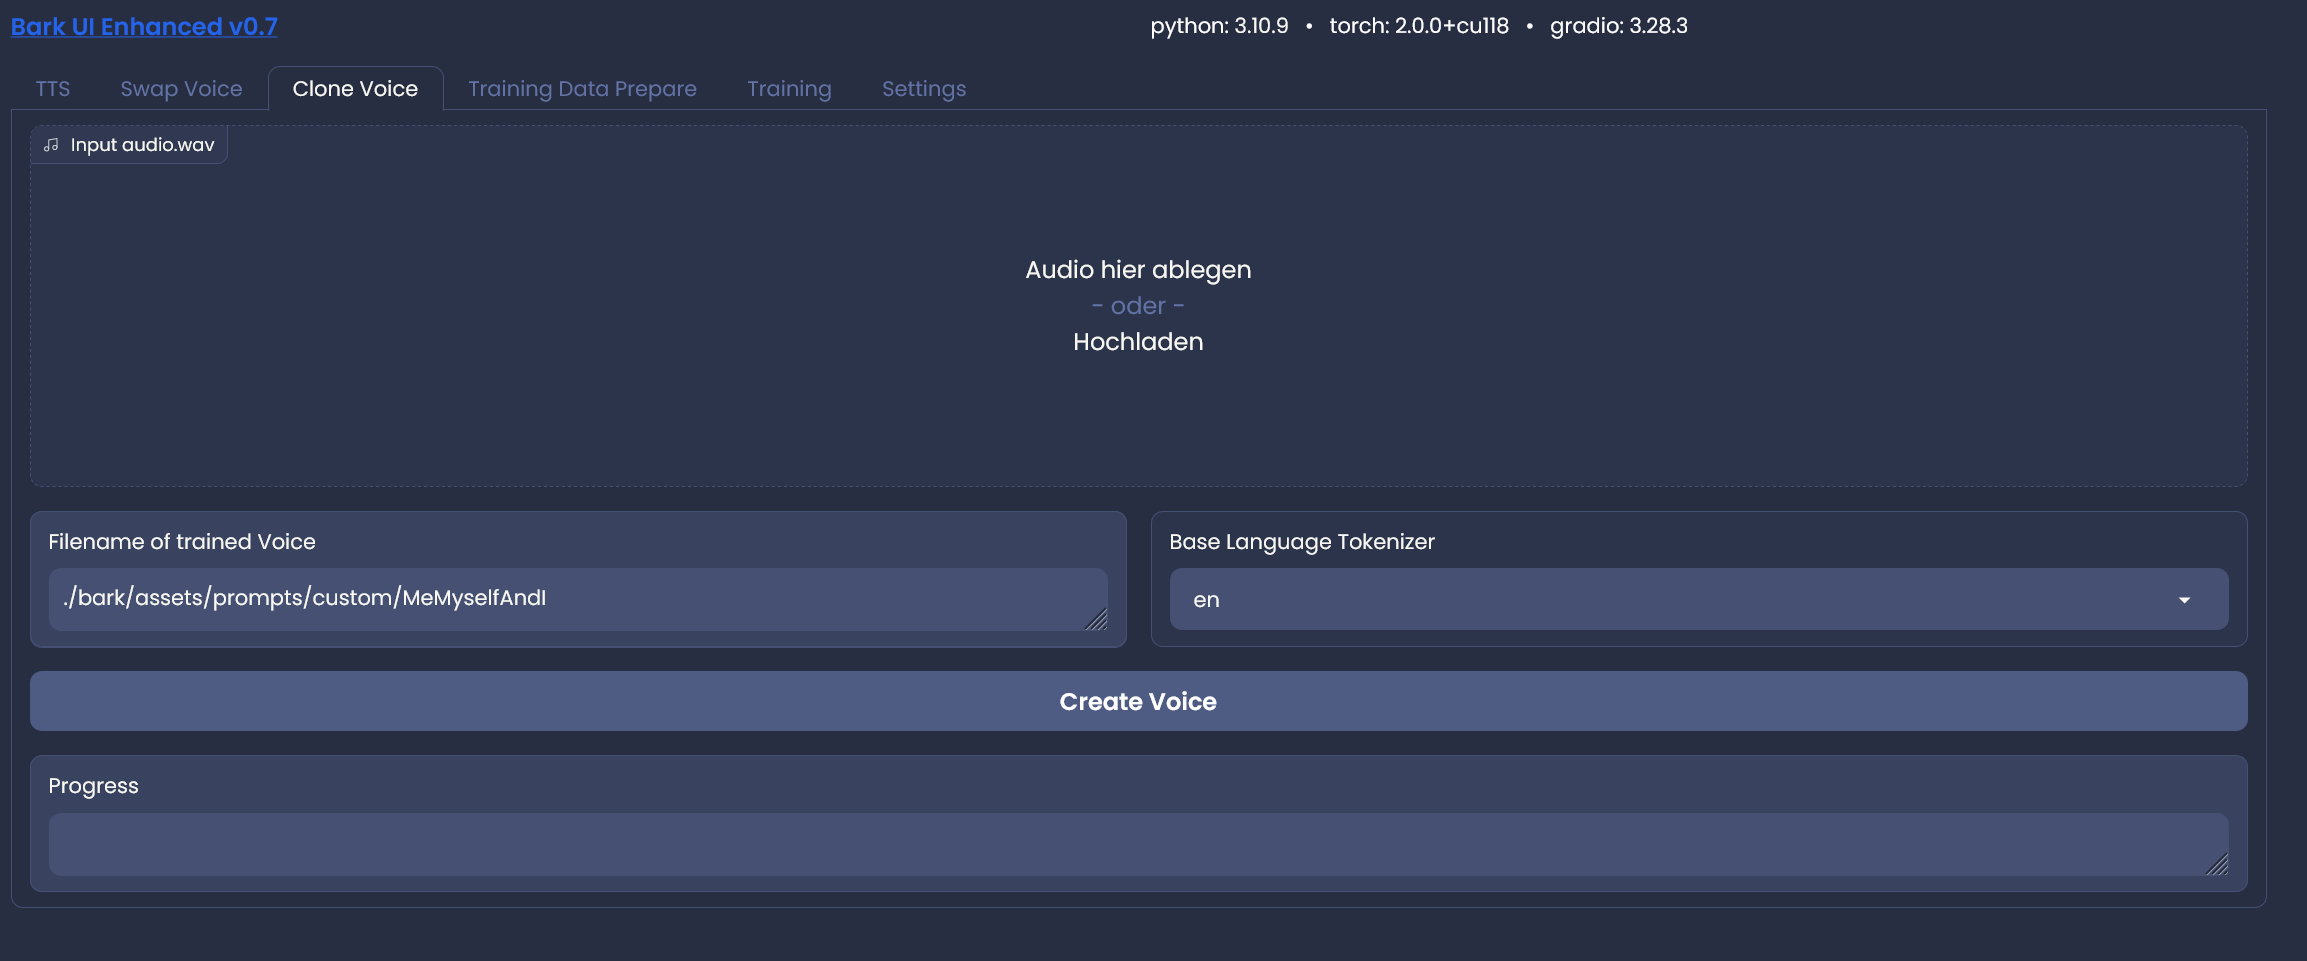 Bark UI Enhanced v0.7
python: 3.10.9 • torch: 2.0.0+cu118 • gradio: 3.28.3
TTS Swap Voice Clone Voice Training Data Prepare Training Settings
Input audio.wav
Audio hier ablegen
- oder -
Hochladen
Filename of trained Voice
./bark/assets/prompts/custom/MeMyselfAndI
Base Language Tokenizer
en
Create Voice
Progress